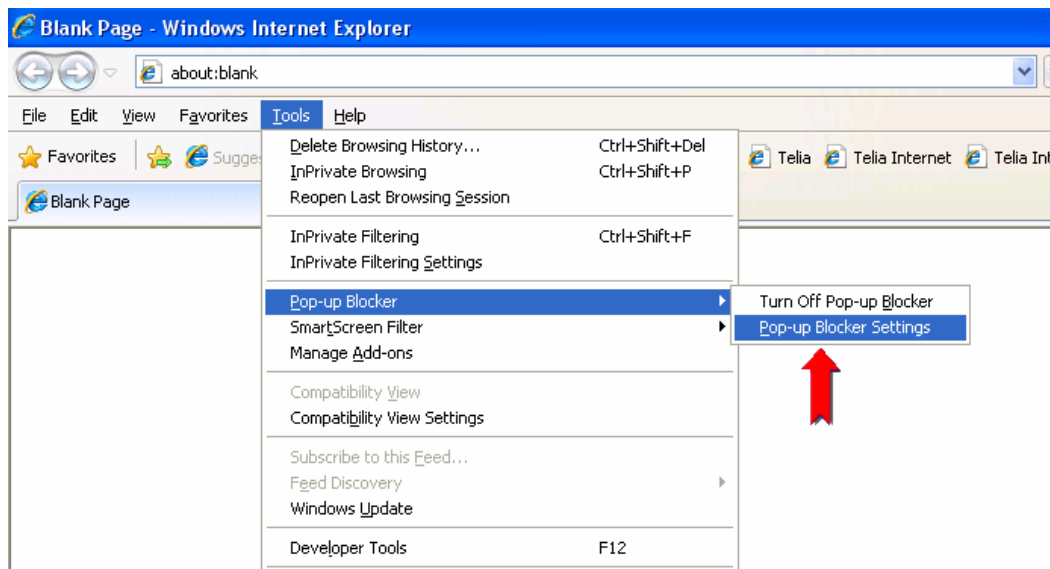 Blank Page - Windows Internet Explorer
about:blank
File Edit View Favorites Tools Help
Favorites Telia Telia Internet Telia
Blank Page
Delete Browsing History... Ctrl+Shift+Del
InPrivate Browsing Ctrl+Shift+P
Reopen Last Browsing Session
InPrivate Filtering Ctrl+Shift+F
InPrivate Filtering Settings
Pop-up Blocker
SmartScreen Filter
Manage Add-ons
Compatibility View
Compatibility View Settings
Subscribe to this Feed...
Feed Discovery
Windows Update
Developer Tools F12
Turn Off Pop-up Blocker
Pop-up Blocker Settings